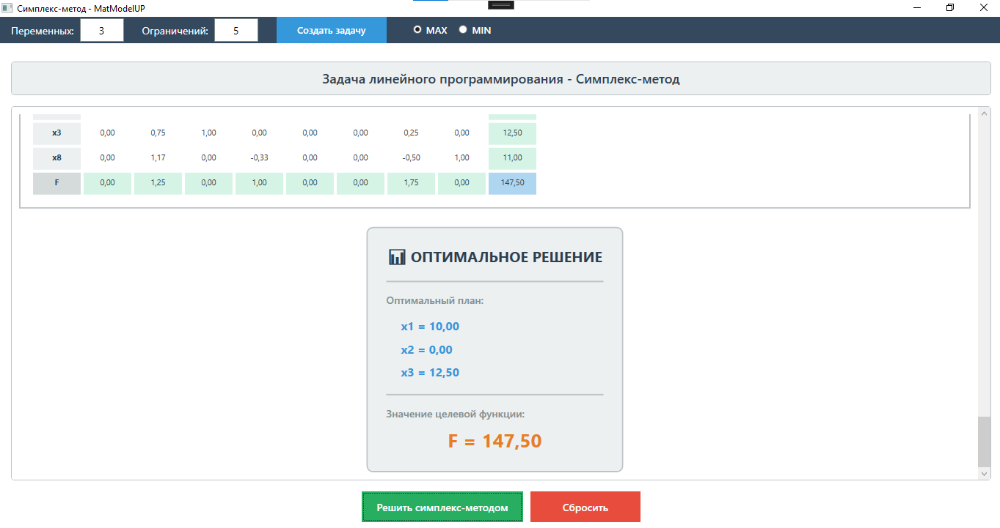 Симплекс-метод - MatModelUP
Переменных: 3 Ограничений: 5 Создать задачу MAX MIN
Задача линейного программирования - Симплекс-метод
x3 0,00 0,75 1,00 0,00 0,00 0,00 0,25 0,00 12,50
x8 0,00 1,17 0,00 -0,33 0,00 0,00 -0,50 1,00 11,00
F 0,00 1,25 0,00 1,00 0,00 0,00 1,75 0,00 147,50
ОПТИМАЛЬНОЕ РЕШЕНИЕ
Оптимальный план:
x1 = 10,00
x2 = 0,00
x3 = 12,50
Значение целевой функции:
F = 147,50
Решить симплекс-методом Сбросить